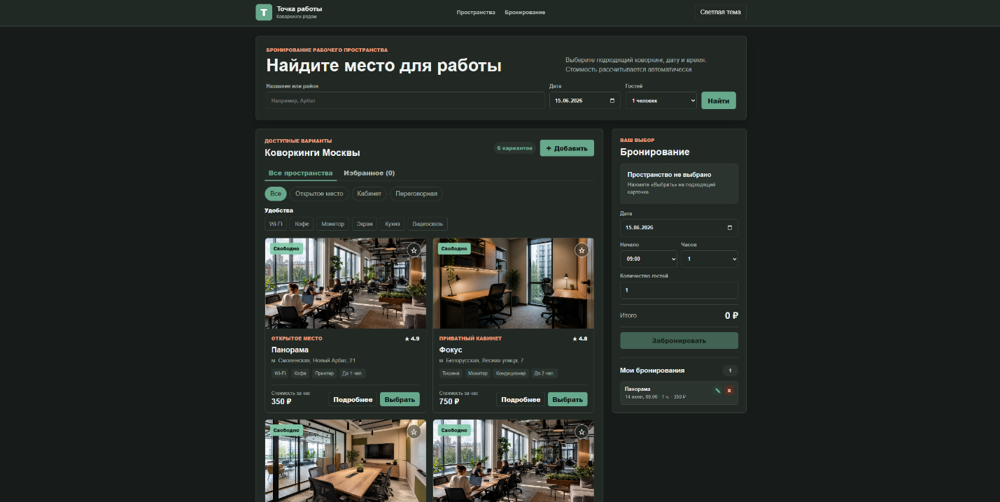 Т
Точка работы
Коворкинги рядом
Пространства
Бронирование
Светлая тема
БРОНИРОВАНИЕ РАБОЧЕГО ПРОСТРАНСТВА
Найдите место для работы
Выберите подходящий коворкинг, дату и время.
Стоимость рассчитывается автоматически.
Название или район
Например, Арбат
Дата
15.06.2026
Гостей
1 человек
Найти
ДОСТУПНЫЕ ВАРИАНТЫ
Коворкинги Москвы
6 вариантов
+ Добавить
Все пространства
Избранное (0)
Все
Открытое место
Кабинет
Переговорная
Удобства
Wi-Fi
Кофе
Монитор
Экран
Кухня
Видеосвязь
Свободно
ОТКРЫТОЕ МЕСТО
★ 4.9
Панорама
м. Смоленская, Новый Арбат, 21
Wi-Fi
Кофе
Принтер
До 1 чел.
Стоимость за час
350 ₽
Подробнее
Выбрать
Свободно
ПРИВАТНЫЙ КАБИНЕТ
★ 4.8
Фокус
м. Белорусская, Лесная улица, 7
Тишина
Монитор
Кондиционер
До 2 чел.
Стоимость за час
750 ₽
Подробнее
Выбрать
Свободно
Свободно
ВАШ ВЫБОР
Бронирование
Пространство не выбрано
Нажмите «Выбрать» на подходящей
карточке.
Дата
15.06.2026
Начало
Часов
09:00
1
Количество гостей
1
Итого
0 ₽
Забронировать
Мои бронирования
1
Панорама
14 июня, 09:00 · 1 ч. · 350 ₽